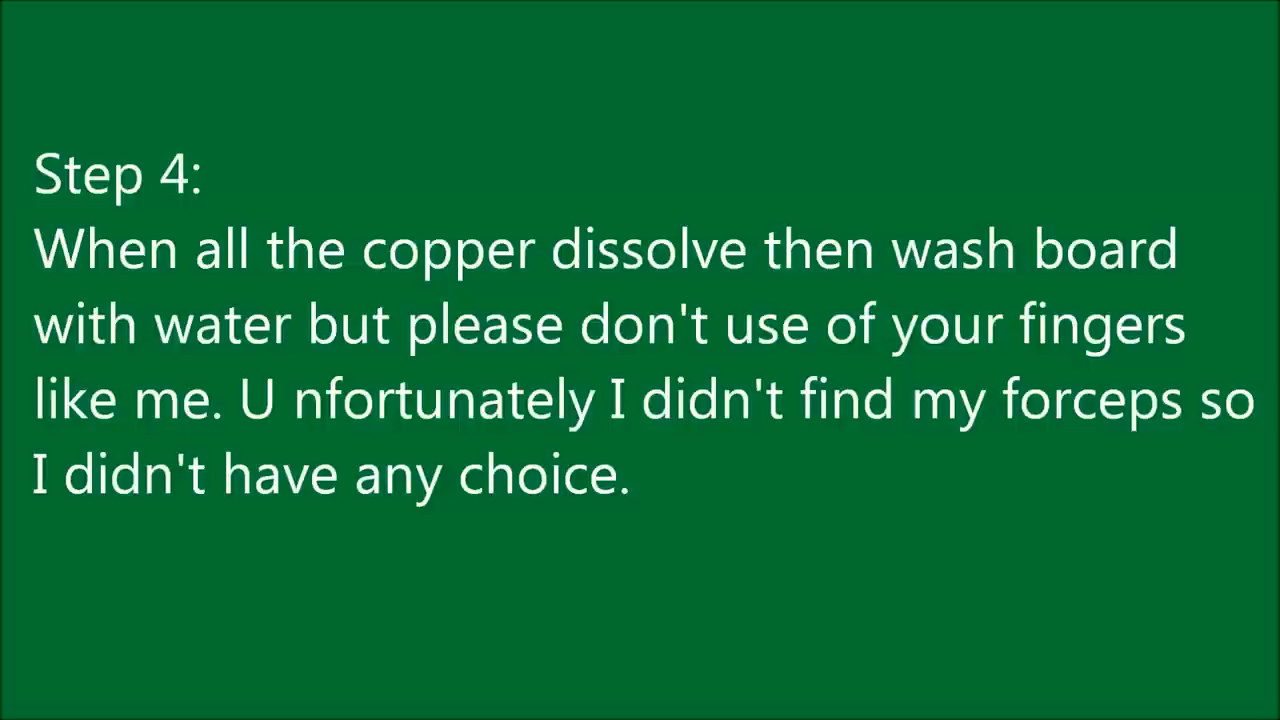 Step 4:
When all the copper dissolve then wash board
with water but please don't use of your fingers
like me. U nfortunately I didn't find my forceps so
I didn't have any choice.